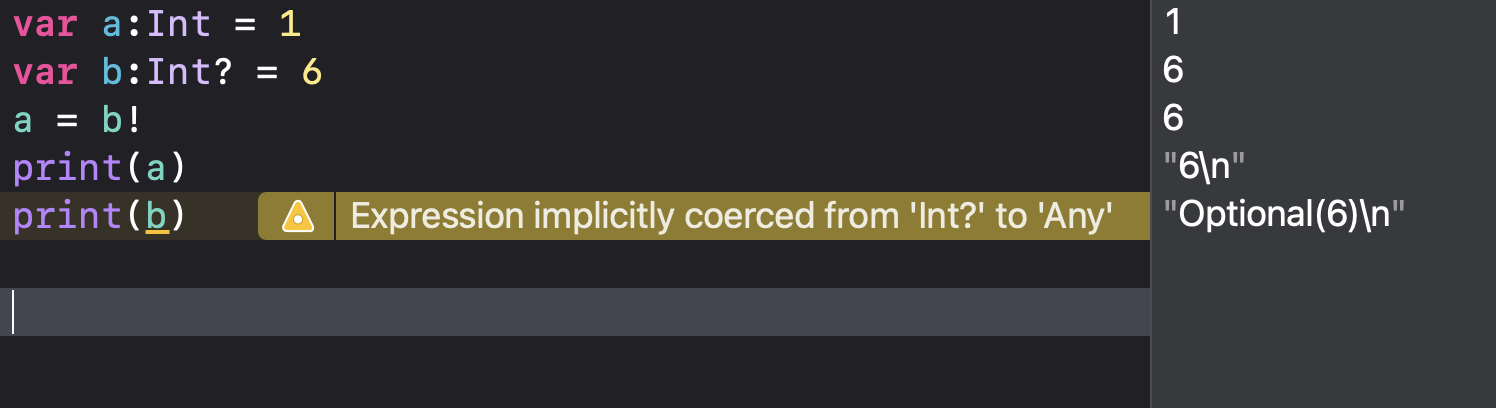 var a:Int = 1 1
var b:Int? = 6 6
a = b! 6
print(a) "6\n"
print(b) Expression implicitly coerced from 'Int?' to 'Any' "Optional(6)\n"